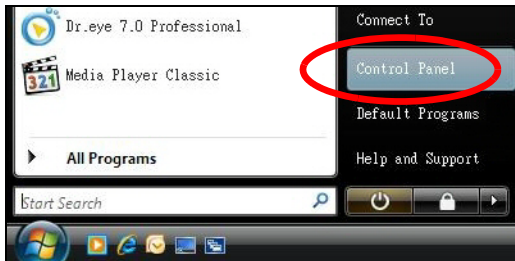 Dr.eye 7.0 Professional
Media Player Classic
321
All Programs
Start Search
Connect To
Control Panel
Default Programs
Help and Support